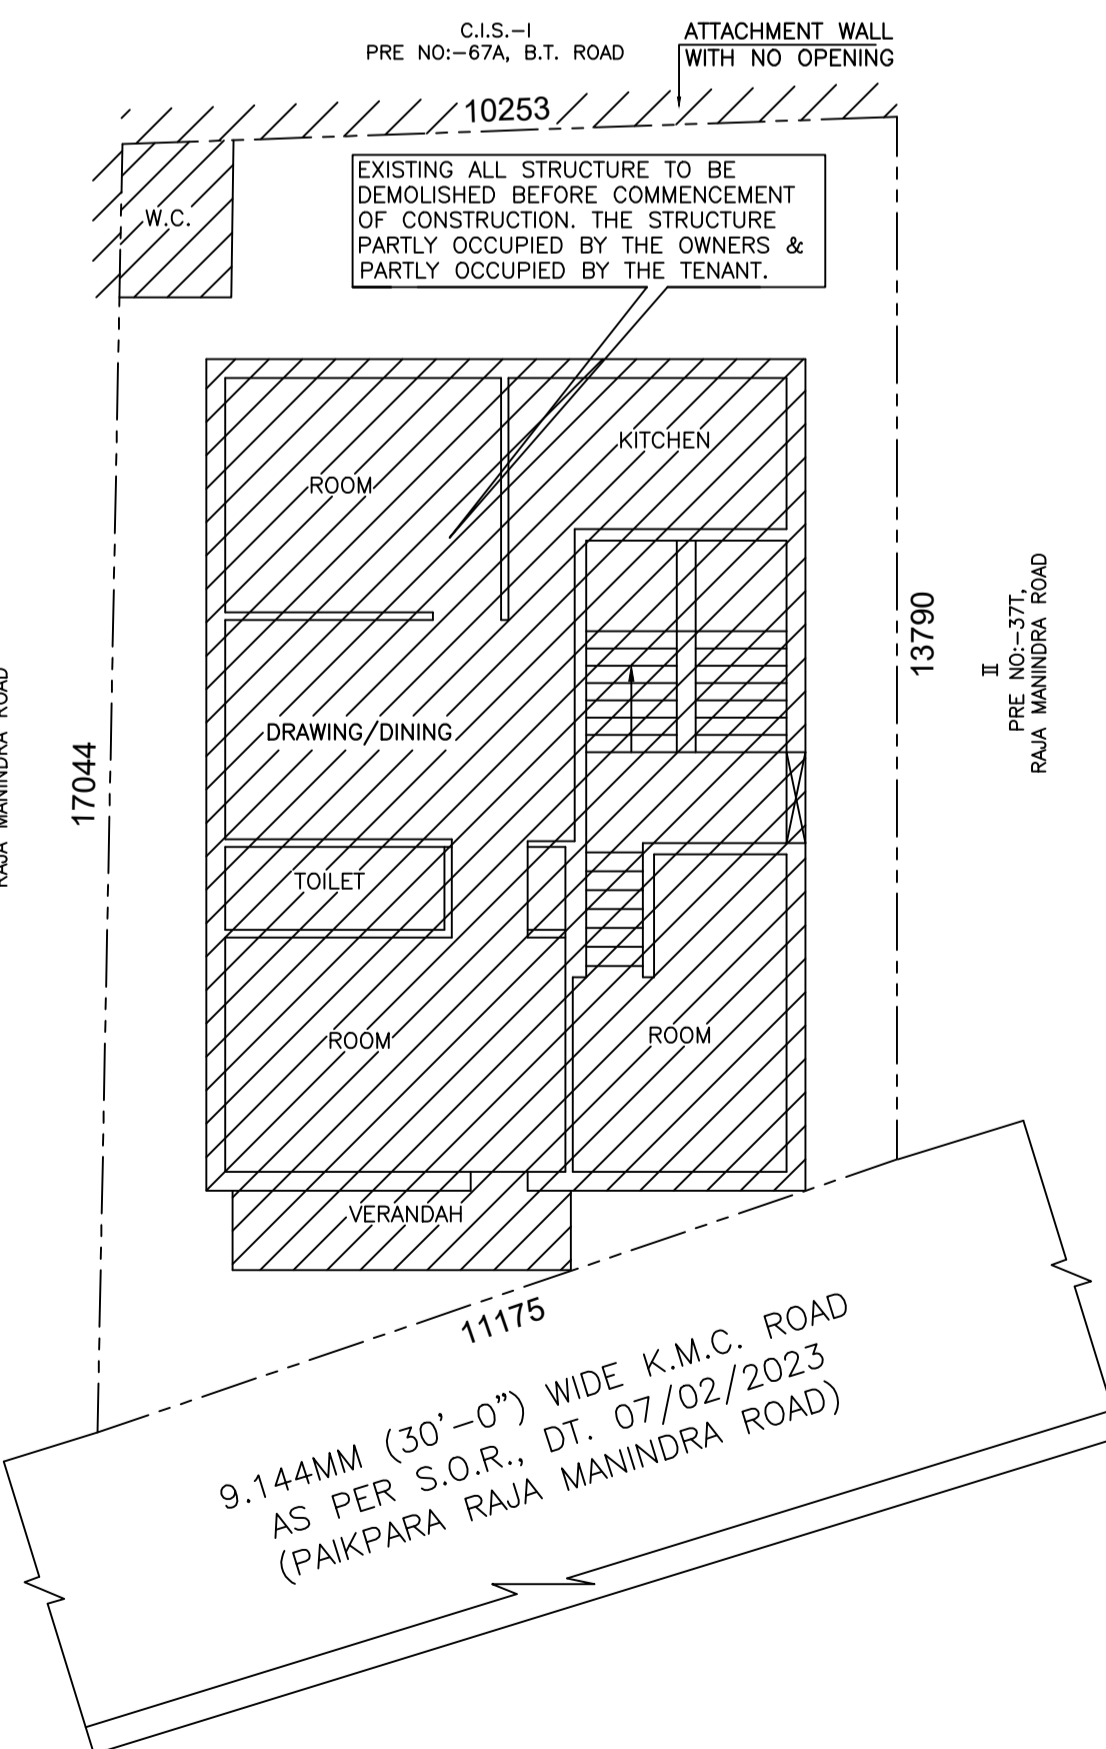 C.I.S.-I
PRE NO:-67A, B.T. ROAD
ATTACHMENT WALL
WITH NO OPENING
10253
EXISTING ALL STRUCTURE TO BE
DEMOLISHED BEFORE COMMENCEMENT
OF CONSTRUCTION. THE STRUCTURE
PARTLY OCCUPIED BY THE OWNERS &
PARTLY OCCUPIED BY THE TENANT.
W.C.
KITCHEN
ROOM
13790
II
PRE NO:-37T,
RAJA MANINDRA ROAD
RAJA MANINDRA ROAD
17044
DRAWING/DINING
TOILET
ROOM
ROOM
VERANDAH
11175
9.144MM (30'-0") WIDE K.M.C. ROAD
AS PER S.O.R., DT. 07/02/2023
(PAIKPARA RAJA MANINDRA ROAD)